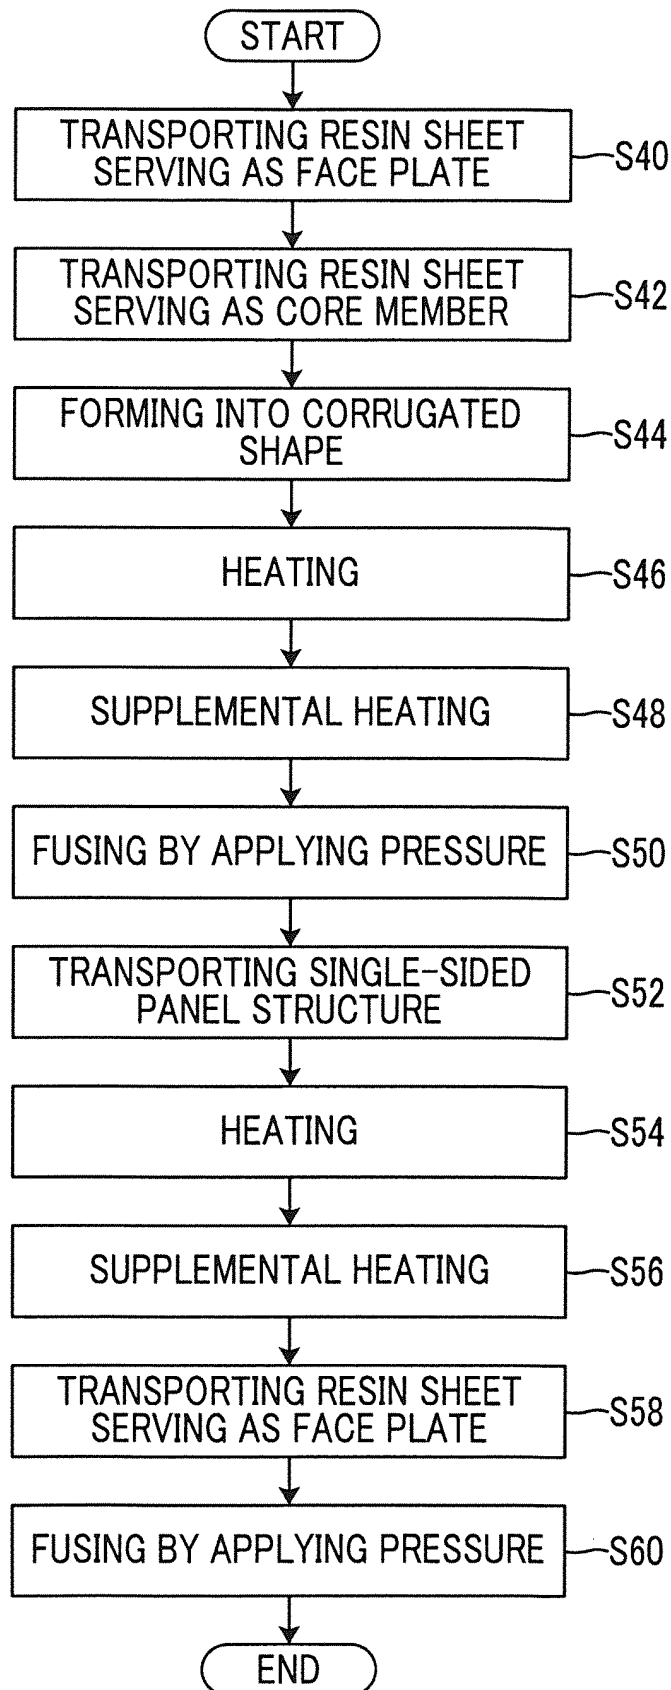 START
TRANSPORTING RESIN SHEET
SERVING AS FACE PLATE
S40
TRANSPORTING RESIN SHEET
SERVING AS CORE MEMBER
S42
FORMING INTO CORRUGATED
SHAPE
S44
HEATING
S46
SUPPLEMENTAL HEATING
S48
FUSING BY APPLYING PRESSURE
S50
TRANSPORTING SINGLE-SIDED
PANEL STRUCTURE
S52
HEATING
S54
SUPPLEMENTAL HEATING
S56
TRANSPORTING RESIN SHEET
SERVING AS FACE PLATE
S58
FUSING BY APPLYING PRESSURE
S60
END